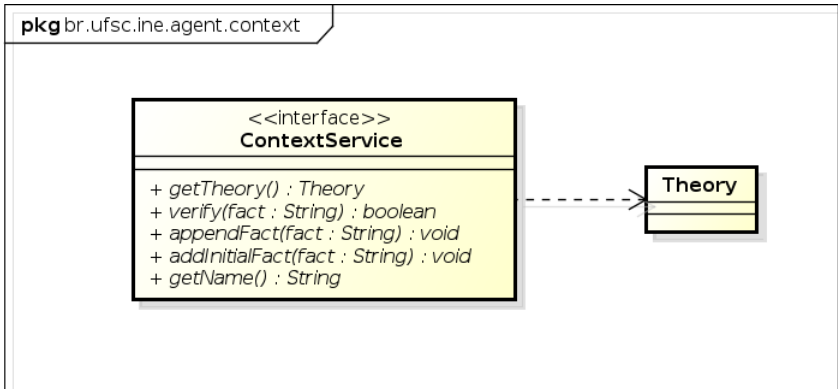 pkg br.ufsc.ine.agent.context
<<interface>>
ContextService
+ getTheory() : Theory
+ verify(fact : String) : boolean
+ appendFact(fact : String) : void
+ addInitialFact(fact : String) : void
+ getName() : String
Theory